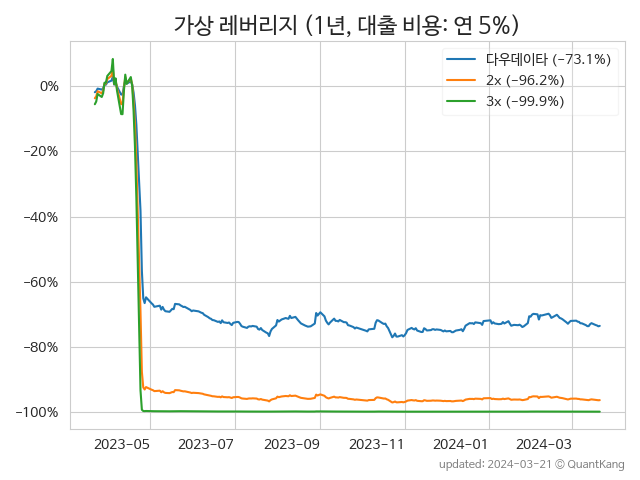 가상 레버리지 (1년, 대출 비용: 연 5%)
다우데이타 (−73.1%)
2x (−96.2%)
3x (−99.9%)
0%
−20%
−40%
−60%
−80%
−100%
2023-05 2023-07 2023-09 2023-11 2024-01 2024-03
updated: 2024-03-21 © QuantKang